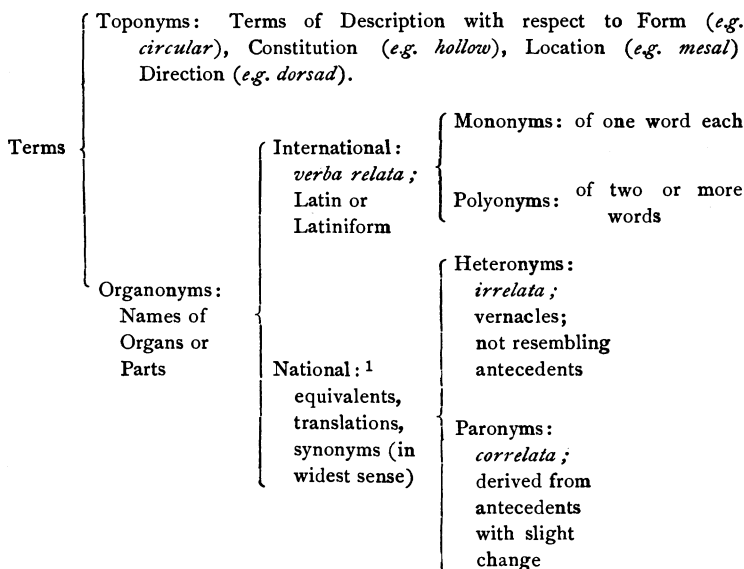 Toponyms: Terms of Description with respect to Form (e.g.
circular), Constitution (e.g. hollow), Location (e.g. mesal)
Direction (e.g. dorsad).
Terms
International:
verba relata;
Latin or
Latiniform
Mononyms: of one word each
Polyonyms: of two or more
words
Organonyms:
Names of
Organs or
Parts
National: 1
equivalents,
translations,
synonyms (in
widest sense)
Heteronyms:
irrelata;
vernacles;
not resembling
antecedents
Paronyms:
correlata;
derived from
antecedents
with slight
change